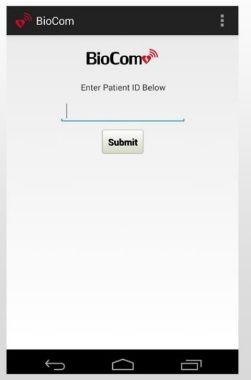 BioCom
BioCom
Enter Patient ID Below
Submit